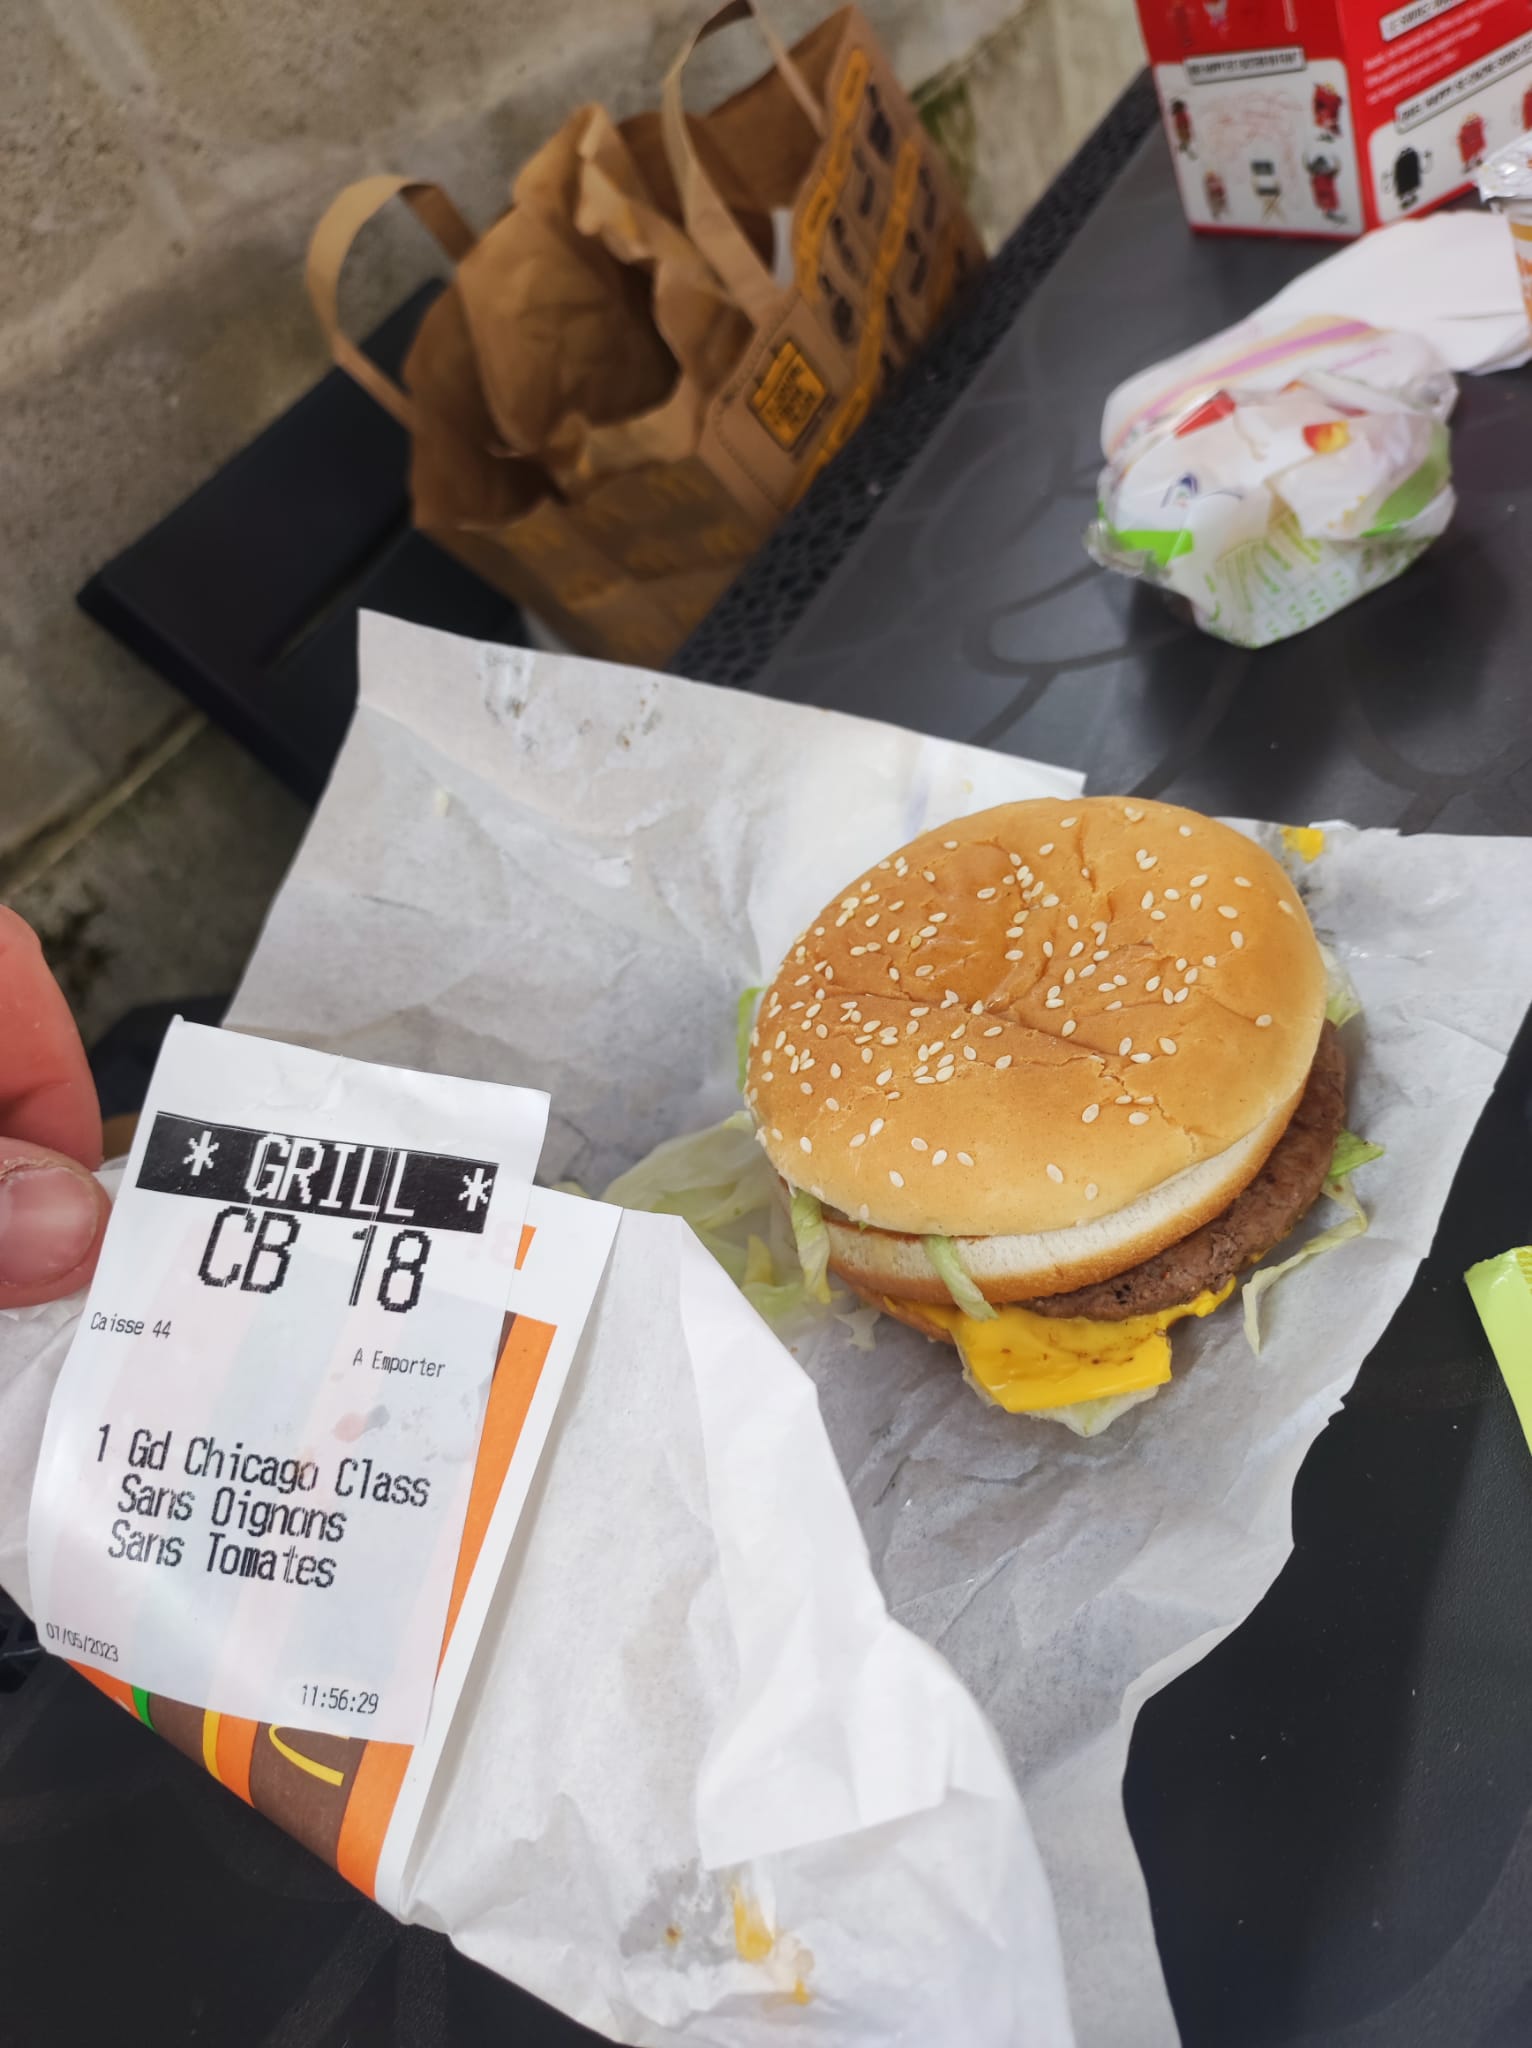 * GRILL *
CB 18
Caisse 44
A Emporter
1 Gd Chicago Class
Sans Oignons
Sans Tomates
07/05/2023
11:56:29